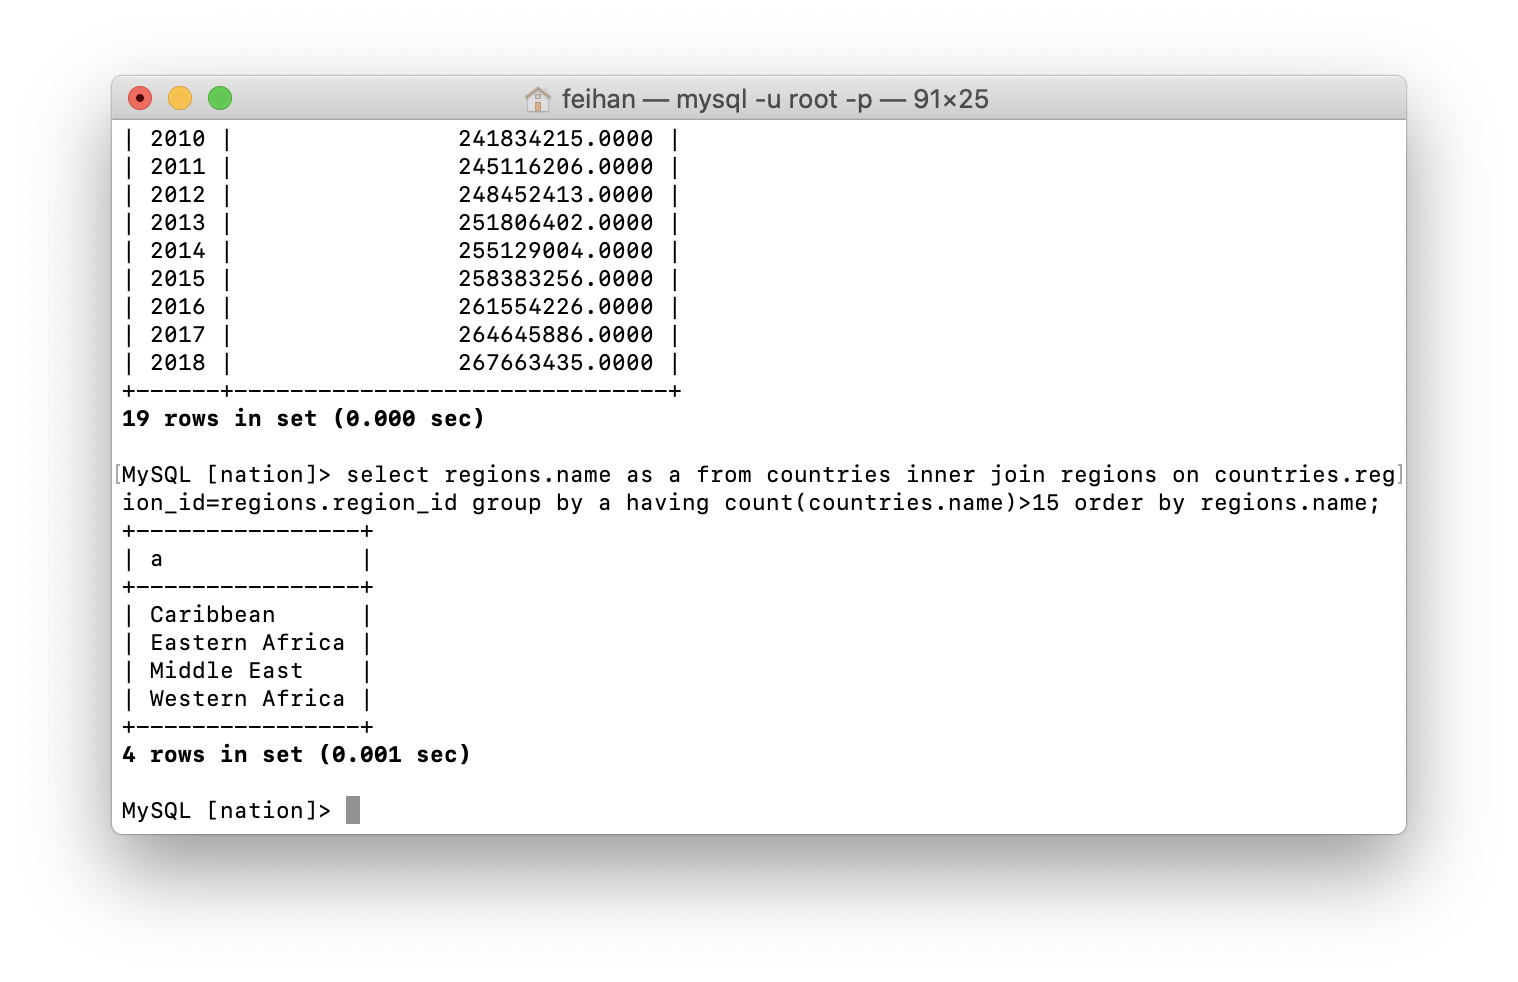 feihan — mysql -u root -p — 91×25
| 2010 |                241834215.0000 |
| 2011 |                245116206.0000 |
| 2012 |                248452413.0000 |
| 2013 |                251806402.0000 |
| 2014 |                255129004.0000 |
| 2015 |                258383256.0000 |
| 2016 |                261554226.0000 |
| 2017 |                264645886.0000 |
| 2018 |                267663435.0000 |
+------+-------------------------------+
19 rows in set (0.000 sec)
MySQL [nation]> select regions.name as a from countries inner join regions on countries.reg
ion_id=regions.region_id group by a having count(countries.name)>15 order by regions.name;
+----------------+
| a              |
+----------------+
| Caribbean      |
| Eastern Africa |
| Middle East    |
| Western Africa |
+----------------+
4 rows in set (0.001 sec)
MySQL [nation]>